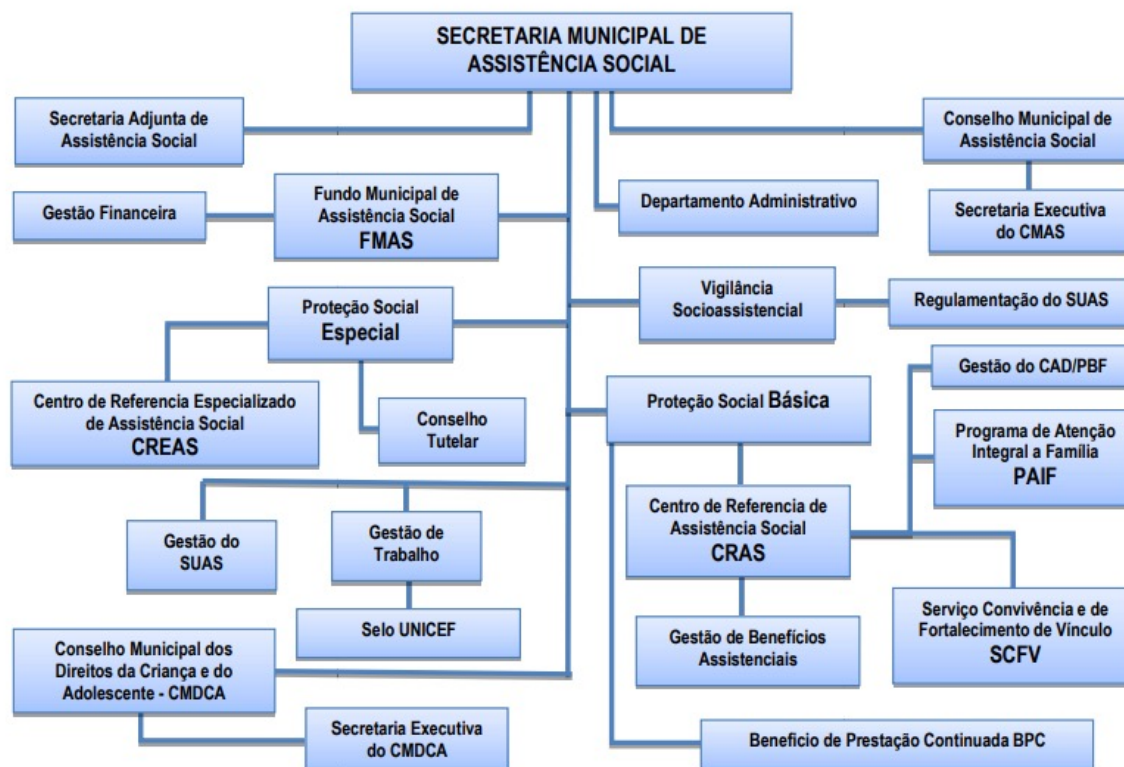 SECRETARIA MUNICIPAL DE
ASSISTÊNCIA SOCIAL
Secretaria Adjunta de
Assistência Social
Conselho Municipal de
Assistência Social
Gestão Financeira
Fundo Municipal de
Assistência Social
FMAS
Departamento Administrativo
Secretaria Executiva
do CMAS
Proteção Social
Especial
Vigilância
Socioassistencial
Regulamentação do SUAS
Centro de Referencia Especializado
de Assistência Social
CREAS
Conselho
Tutelar
Proteção Social Básica
Gestão do CAD/PBF
Programa de Atenção
Integral a Família
PAIF
Gestão do
SUAS
Gestão de
Trabalho
Centro de Referencia de
Assistência Social
CRAS
Selo UNICEF
Gestão de Benefícios
Assistenciais
Serviço Convivência e de
Fortalecimento de Vínculo
SCFV
Conselho Municipal dos
Direitos da Criança e do
Adolescente - CMDCA
Secretaria Executiva
do CMDCA
Beneficio de Prestação Continuada BPC